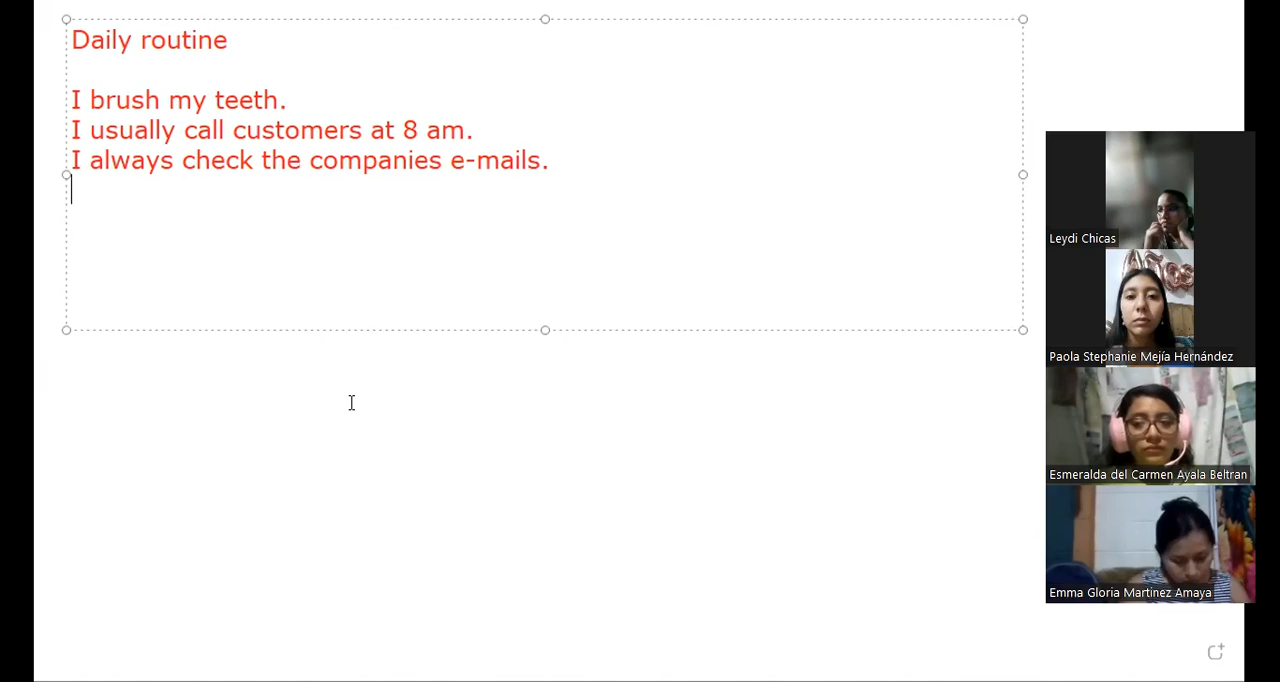 Daily routine
I brush my teeth.
I usually call customers at 8 am.
I always check the companies e-mails.
Leydi Chicas
Años
Paola Stephanie Mejía Hernández
Esmeralda del Carmen Ayala Beltran
Emma Gloria Martinez Amaya